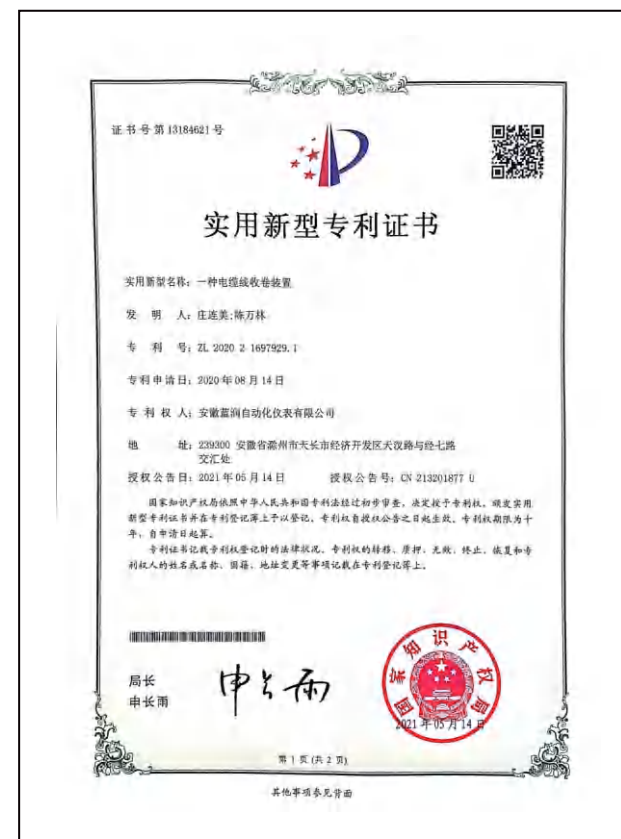 证书号第13184621号
实用新型专利证书
实用新型名称：一种电缆线收卷装置
发 明 人：庄连美;陈万林
专 利 号：ZL 2020 2 1697929.1
专利申请日：2020年08月14日
专 利 权 人：安徽蓝润自动化仪表有限公司
地 址：239300 安徽省滁州市天长市经济开发区天汊路与经七路
交汇处
授权公告日：2021年05月14日 授权公告号：CN 213201877 U
国家知识产权局依照中华人民共和国专利法经过初步审查，决定授予专利权，颁发实用
新型专利证书并在专利登记簿上予以登记。专利权自授权公告之日起生效。专利权期限为十
年，自申请日起算。
专利证书记载专利权登记时的法律状况。专利权的转移、质押、无效、终止、恢复和专
利权人的姓名或名称、国籍、地址变更等事项记载在专利登记簿上。
局长
申长雨
申长雨
国家知识产权局
2021年05月14日
第 1 页 (共 2 页)
其他事项参见背面